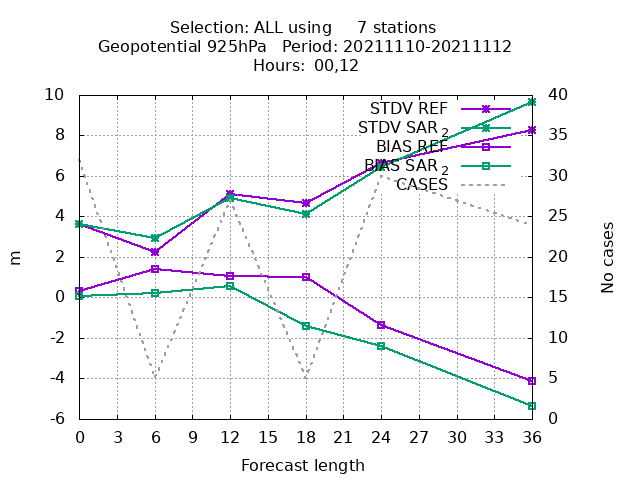 Selection: ALL using     7 stations
Geopotential 925hPa   Period: 20211110-20211112
Hours:  00,12
10
8
6
4
2
0
-2
-4
-6
m
40
35
30
25
20
15
10
5
0
No cases
STDV REF
STDV SAR 2
BIAS REF
BIAS SAR 2
CASES
0 3 6 9 12 15 18 21 24 27 30 33 36
Forecast length